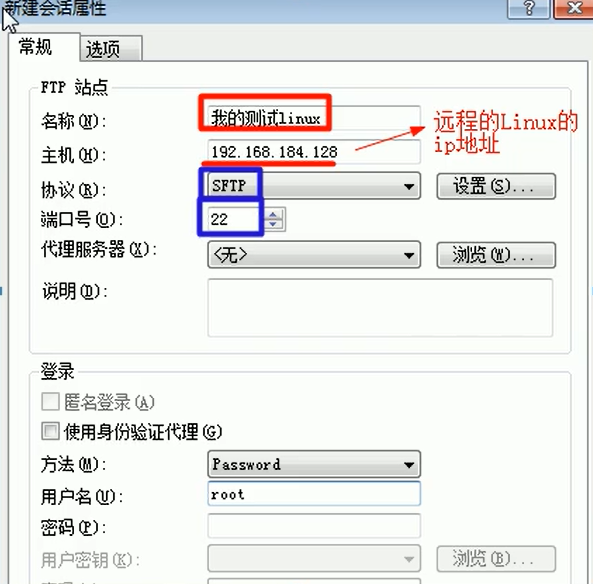 新建会话属性
常规 选项
FTP 站点
名称(N): 我的测试linux
主机(H): 192.168.184.128
远程的Linux的
ip地址
协议(R): SFTP 设置(S)...
端口号(O): 22
代理服务器(X): <无> 浏览(W)...
说明(D):
登录
匿名登录(A)
使用身份验证代理(G)
方法(M): Password
用户名(U): root
密码(P):
用户密钥(K): 浏览(B)...